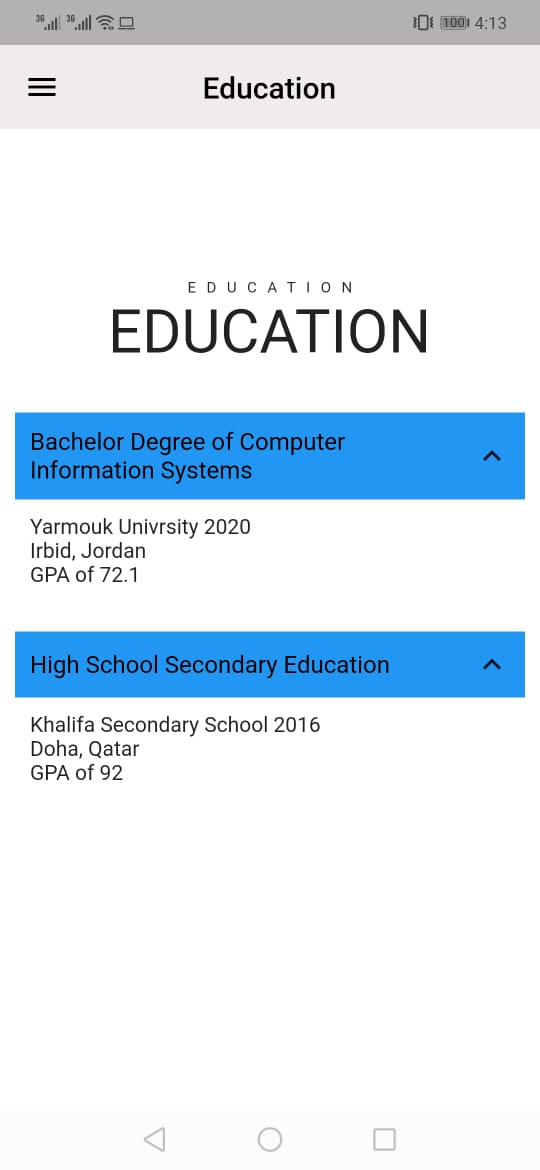 3G 3G 100 4:13
Education
EDUCATION
EDUCATION
Bachelor Degree of Computer
Information Systems
Yarmouk Univrsity 2020
Irbid, Jordan
GPA of 72.1
High School Secondary Education
Khalifa Secondary School 2016
Doha, Qatar
GPA of 92